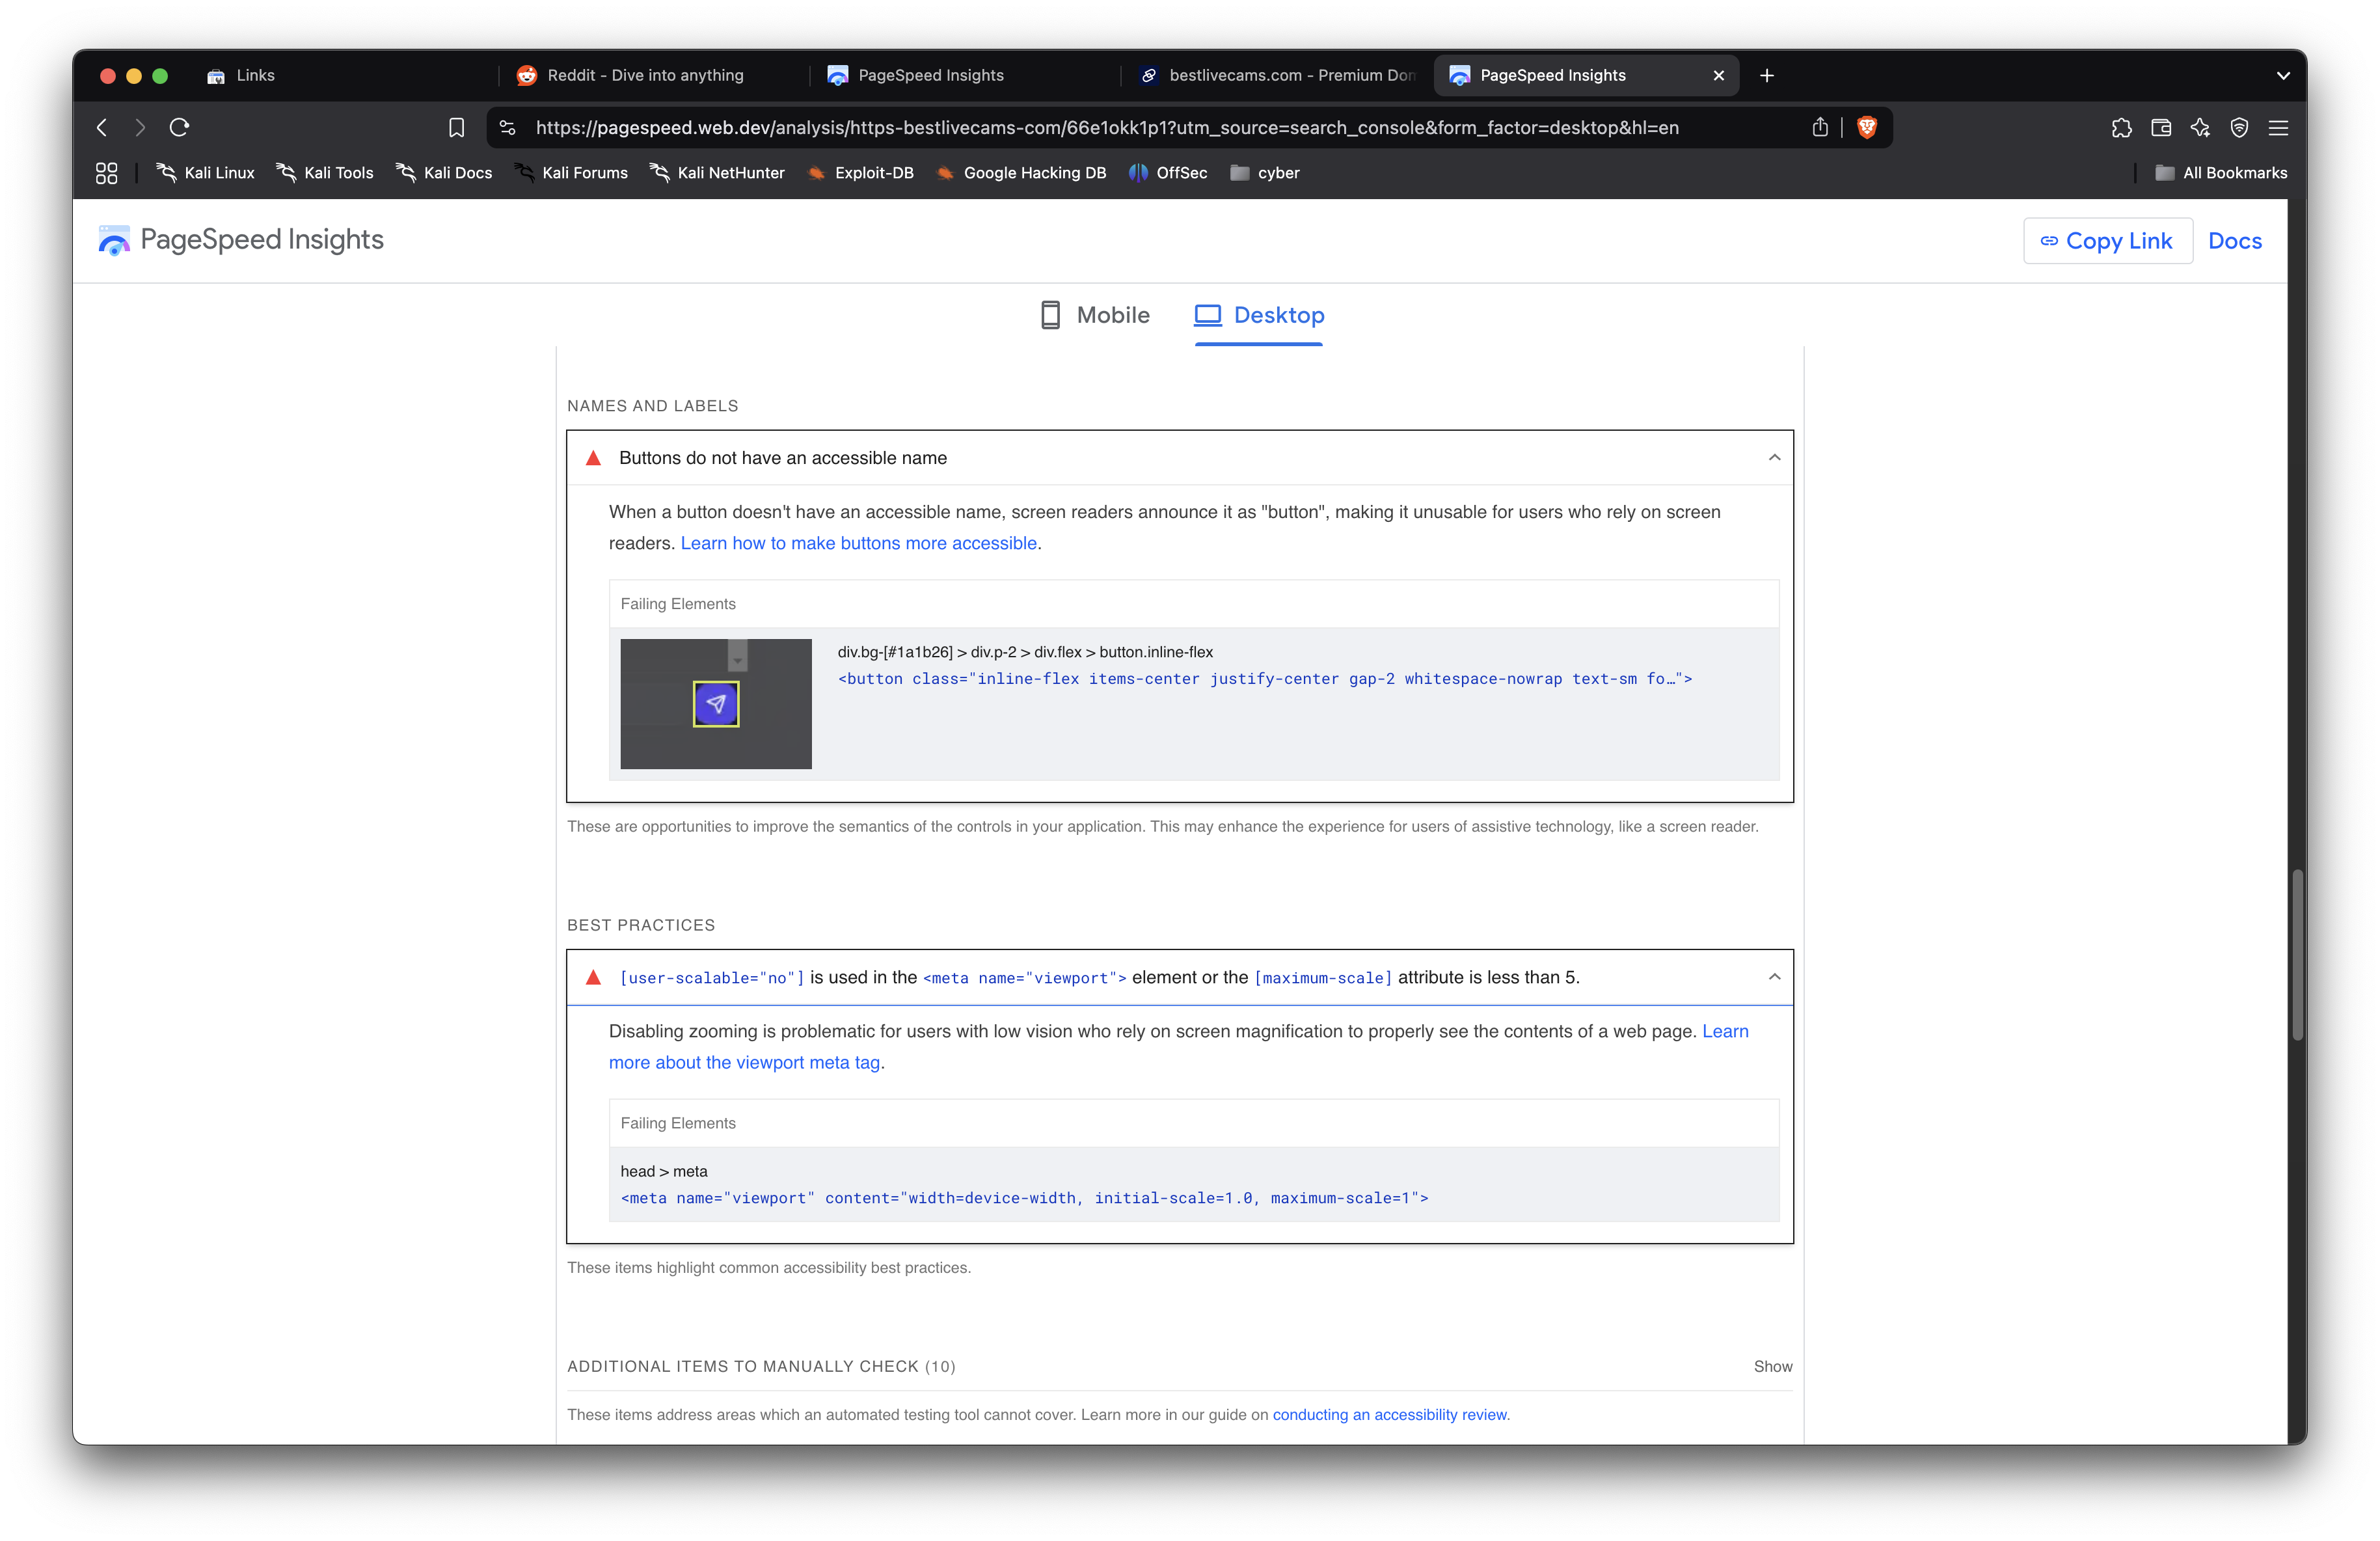 Links
Reddit - Dive into anything
PageSpeed Insights
bestlivecams.com - Premium Dom
PageSpeed Insights
https://pagespeed.web.dev/analysis/https-bestlivecams-com/66e1okk1p1?utm_source=search_console&form_factor=desktop&hl=en
Kali Linux
Kali Tools
Kali Docs
Kali Forums
Kali NetHunter
Exploit-DB
Google Hacking DB
OffSec
cyber
All Bookmarks
PageSpeed Insights
Copy Link
Docs
Mobile
Desktop
NAMES AND LABELS
Buttons do not have an accessible name
When a button doesn't have an accessible name, screen readers announce it as "button", making it unusable for users who rely on screen
readers. Learn how to make buttons more accessible.
Failing Elements
div.bg-[#1a1b26] > div.p-2 > div.flex > button.inline-flex
<button class="inline-flex items-center justify-center gap-2 whitespace-nowrap text-sm fo…">
These are opportunities to improve the semantics of the controls in your application. This may enhance the experience for users of assistive technology, like a screen reader.
BEST PRACTICES
[user-scalable="no"] is used in the <meta name="viewport"> element or the [maximum-scale] attribute is less than 5.
Disabling zooming is problematic for users with low vision who rely on screen magnification to properly see the contents of a web page. Learn
more about the viewport meta tag.
Failing Elements
head > meta
<meta name="viewport" content="width=device-width, initial-scale=1.0, maximum-scale=1">
These items highlight common accessibility best practices.
ADDITIONAL ITEMS TO MANUALLY CHECK (10)
Show
These items address areas which an automated testing tool cannot cover. Learn more in our guide on conducting an accessibility review.